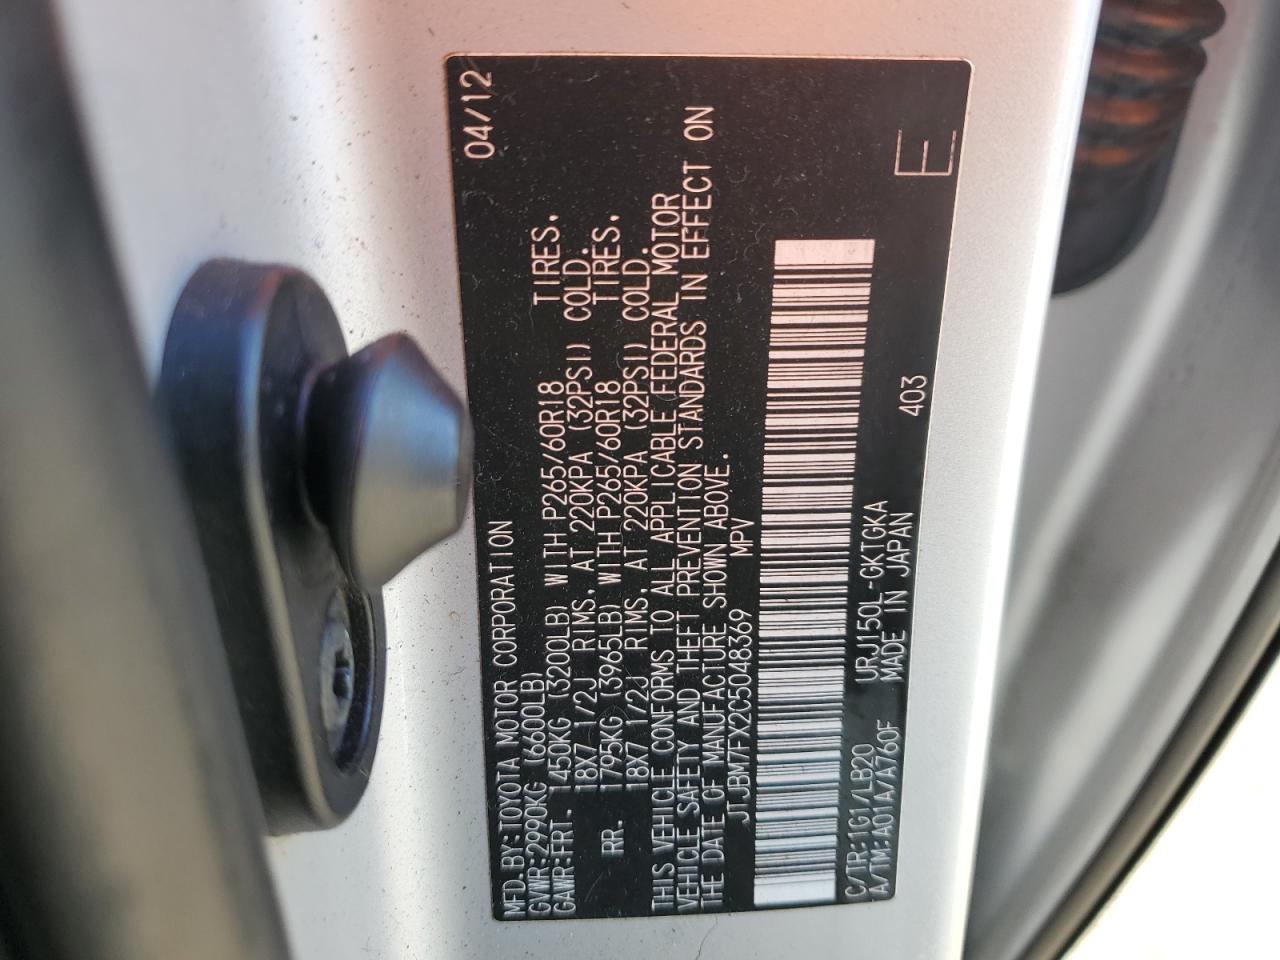 MFD.BY:TOYOTA MOTOR CORPORATION 04/12
GVWR:2990KG (6600LB)
GAWR:FRT. 1450KG (3200LB) WITH P265/60R18 TIRES.
18X7 1/2J RIMS. AT 220KPA (32PSI) COLD.
RR. 1795KG (3965LB) WITH P265/60R18 TIRES.
18X7 1/2J RIMS. AT 220KPA (32PSI) COLD.
THIS VEHICLE CONFORMS TO ALL APPLICABLE FEDERAL MOTOR
VEHICLE SAFETY AND THEFT PREVENTION STANDARDS IN EFFECT ON
THE DATE OF MANUFACTURE SHOWN ABOVE.
JTJBM7FX2C5048369 MPV
C/TR:1G1/LB20 URJ150L-GKTGKA 403
A/TM:A01A/A760F MADE IN JAPAN E